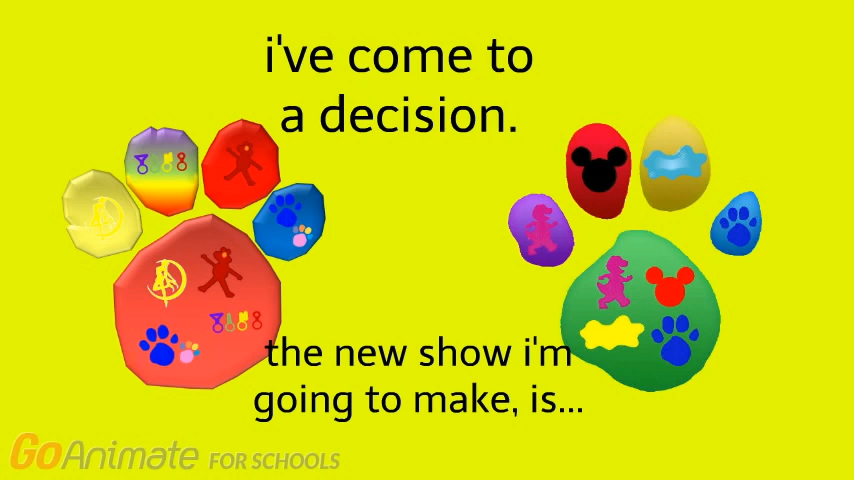 i've come to
a decision.
the new show i'm
going to make, is...
GoAnimate FOR SCHOOLS